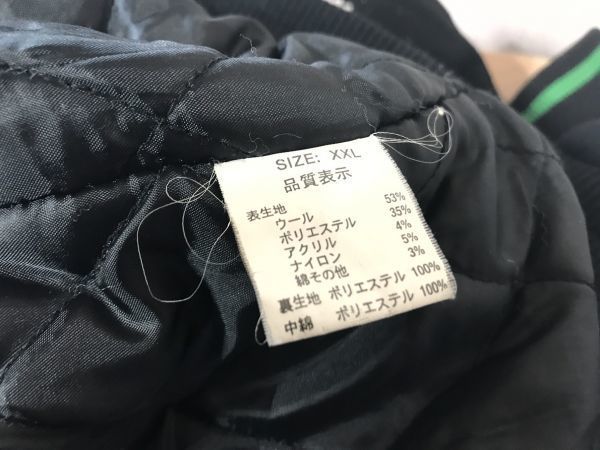 SIZE: XXL
品質表示
表生地
ウール 53%
ポリエステル 35%
アクリル 4%
ナイロン 5%
綿その他 3%
裏生地 ポリエステル 100%
中綿 ポリエステル 100%